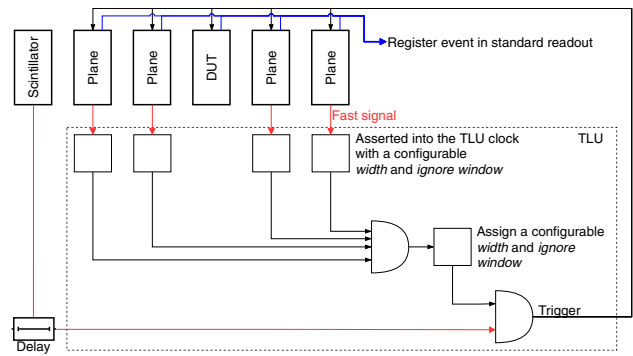 Scintillator
Plane
Plane
DUT
Plane
Plane
Register event in standard readout
Fast signal
Asserted into the TLU clock
with a configurable
width and ignore window
TLU
Assign a configurable
width and ignore
window
Trigger
Delay